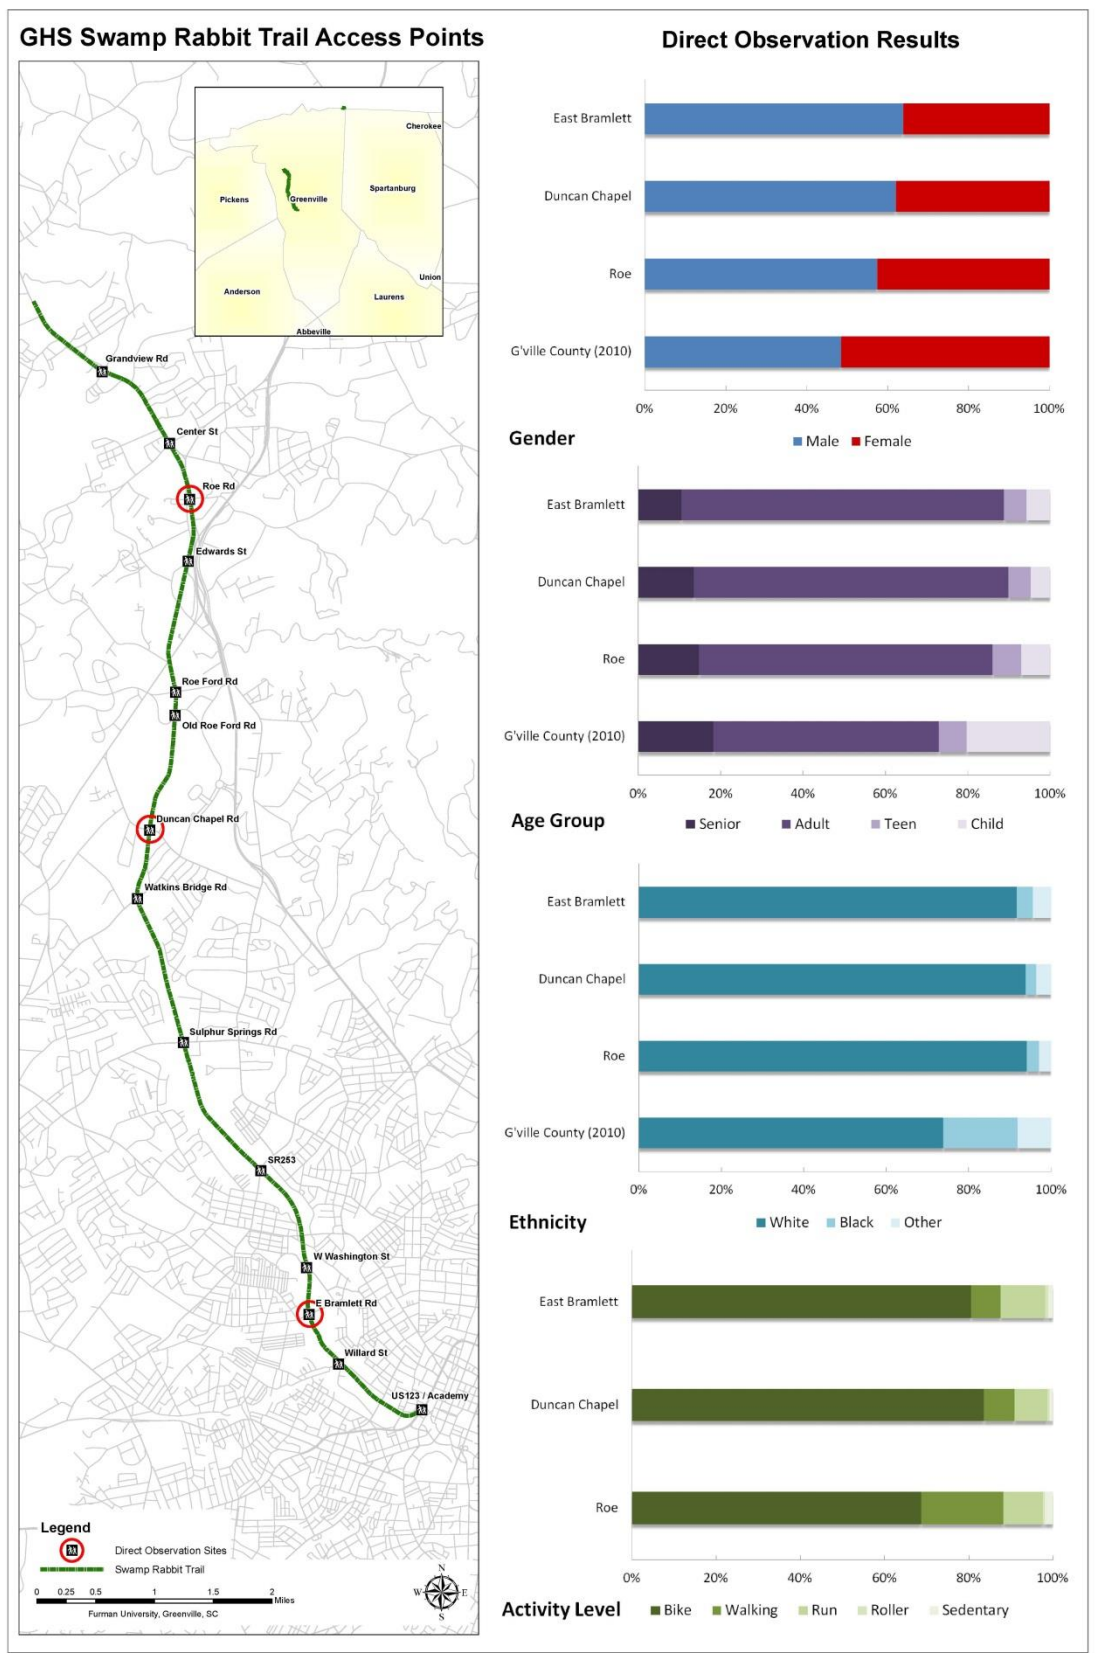 GHS Swamp Rabbit Trail Access Points
Cherokee
Pickens
Greenville
Spartanburg
Union
Anderson
Laurens
Abbeville
Grandview Rd
Center St
Roe Rd
Edwards St
Roe Ford Rd
Old Roe Ford Rd
Duncan Chapel Rd
Watkins Bridge Rd
Sulphur Springs Rd
SR253
W Washington St
E Bramlett Rd
Willard St
US123 / Academy
Legend
Direct Observation Sites
Swamp Rabbit Trail
0 0.25 0.5 1 1.5 2
Miles
Furman University, Greenville, SC
N
W E
S
Direct Observation Results
East Bramlett
Duncan Chapel
Roe
G'ville County (2010)
0% 20% 40% 60% 80% 100%
Gender
Male Female
East Bramlett
Duncan Chapel
Roe
G'ville County (2010)
0% 20% 40% 60% 80% 100%
Age Group
Senior Adult Teen Child
East Bramlett
Duncan Chapel
Roe
G'ville County (2010)
0% 20% 40% 60% 80% 100%
Ethnicity
White Black Other
East Bramlett
Duncan Chapel
Roe
0% 20% 40% 60% 80% 100%
Activity Level
Bike Walking Run Roller Sedentary